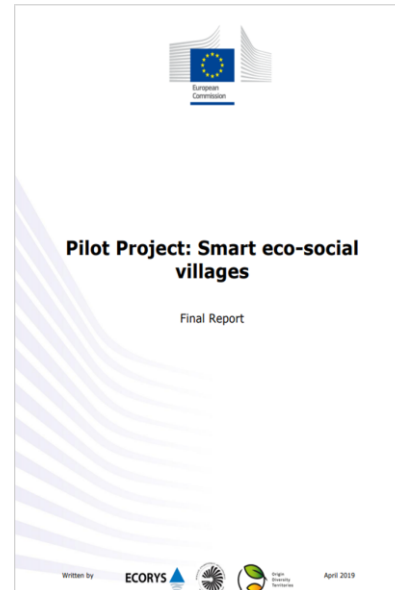 European
Commission
Pilot Project: Smart eco-social
villages
Final Report
Written by
ECORYS
Origin
Diversity
Territories
April 2019